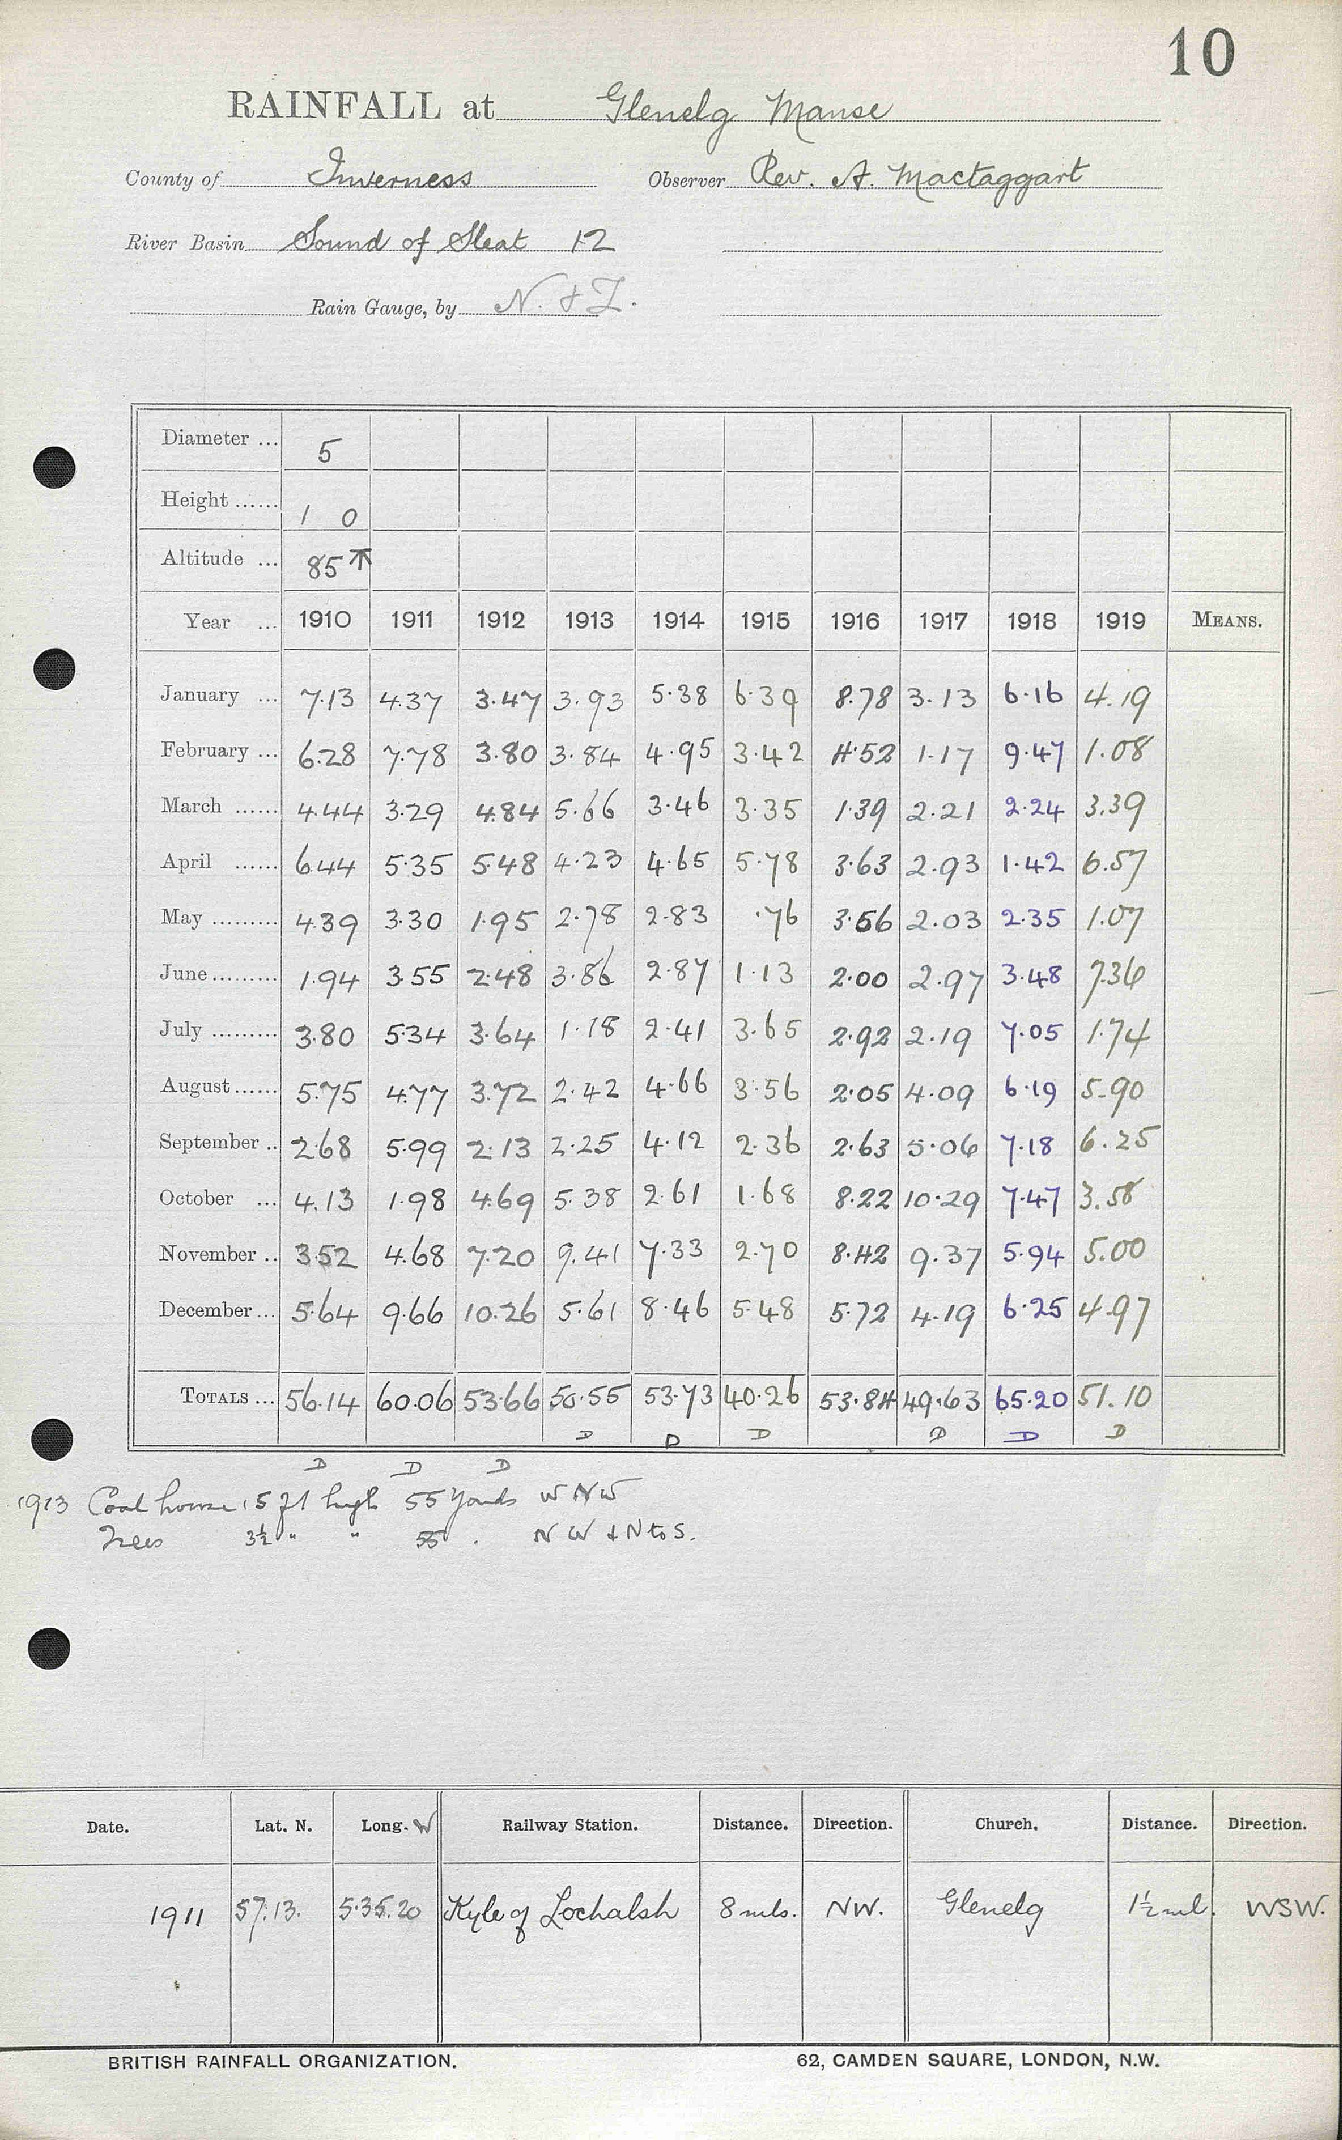 10
RAINFALL at Glenelg Manse
County of Inverness Observer Rev. A. Mactaggart
River Basin Sound of Sleat 12
Rain Gauge, by N. & Z.
Diameter ... 5
Height ...... 1 0
Altitude ... 85
Year ... 1910 1911 1912 1913 1914 1915 1916 1917 1918 1919 MEANS.
January ... 7.13 4.37 3.47 3.93 5.38 6.39 8.78 3.13 6.16 4.19
February ... 6.28 7.78 3.80 3.84 4.95 3.42 11.52 1.17 9.47 1.08
March ...... 4.44 3.29 4.84 5.66 3.46 3.35 1.39 2.21 2.24 3.39
April ...... 6.44 5.35 5.48 4.23 4.65 5.78 3.63 2.93 1.42 6.57
May ......... 4.39 3.30 1.95 2.78 2.83 .76 3.56 2.03 2.35 1.07
June ......... 1.94 3.55 2.48 3.86 2.87 1.13 2.00 2.97 3.48 7.36
July ......... 3.80 5.34 3.64 1.18 2.41 3.65 2.92 2.19 7.05 1.74
August ...... 5.75 4.77 3.72 2.42 4.66 3.56 2.05 4.09 6.19 5.90
September .. 2.68 5.99 2.13 2.25 4.12 2.36 2.63 5.06 7.18 6.25
October ... 4.13 1.98 4.69 5.38 2.61 1.68 8.22 10.29 7.47 3.58
November .. 3.52 4.68 7.20 9.41 7.33 2.70 8.42 9.37 5.94 5.00
December ... 5.64 9.66 10.26 5.61 8.46 5.48 5.72 4.19 6.25 4.97
TOTALS ... 56.14 60.06 53.66 50.55 53.73 40.26 53.84 49.63 65.20 51.10
D D D D D D
D D D
1913 Coal house 15 ft high 55 yards WNW
Trees 3½ " " 55 . NW & N to S.
Date. Lat. N. Long. W Railway Station. Distance. Direction. Church. Distance. Direction.
1911 57.13. 5.35.20 Kyle of Lochalsh 8 mls. NW. Glenelg 1½ ml. WSW.
BRITISH RAINFALL ORGANIZATION. 62, CAMDEN SQUARE, LONDON, N.W.